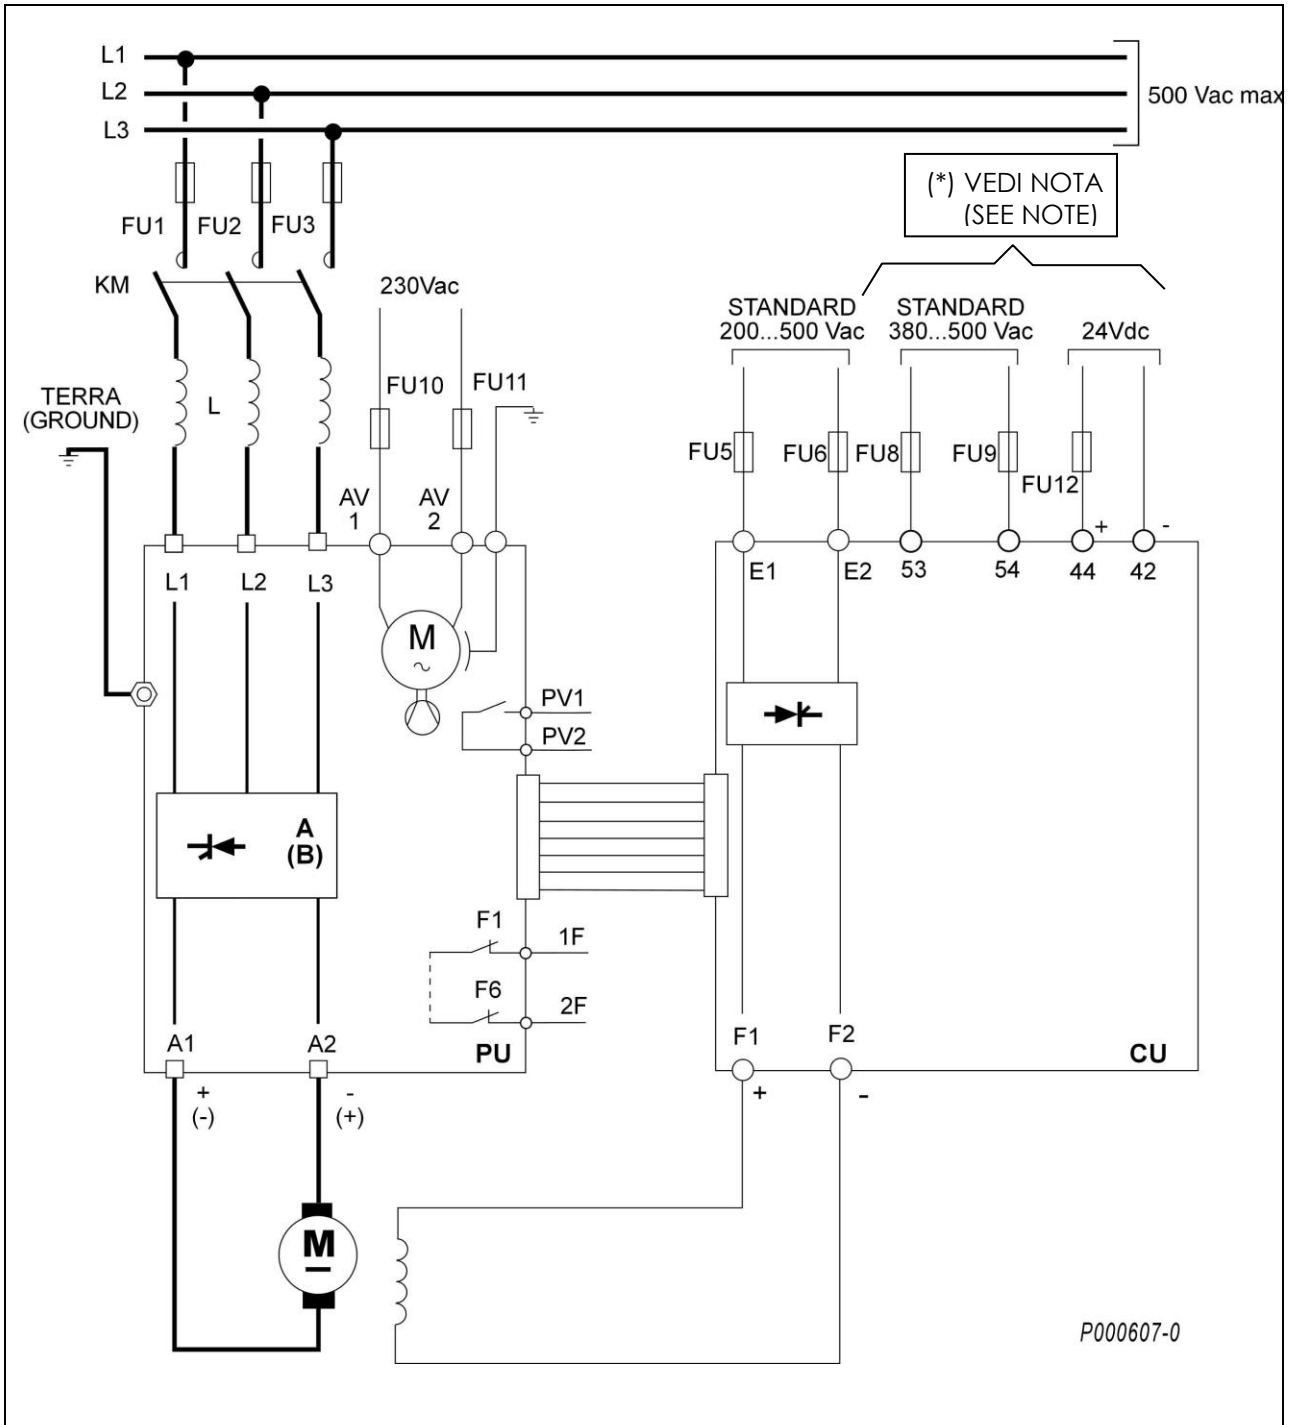 L1
L2
L3
500 Vac max
(*) VEDI NOTA
(SEE NOTE)
FU1
FU2
FU3
KM
230Vac
STANDARD
200...500 Vac
STANDARD
380...500 Vac
24Vdc
TERRA
(GROUND)
L
FU10
FU11
FU5
FU6
FU8
FU9
FU12
AV
1
AV
2
+
-
L1
L2
L3
E1
E2
53
54
44
42
M
~
PV1
PV2
A
(B)
F1
1F
F6
2F
A1
A2
PU
F1
F2
CU
+
(-)
-
(+)
+
-
M
P000607-0